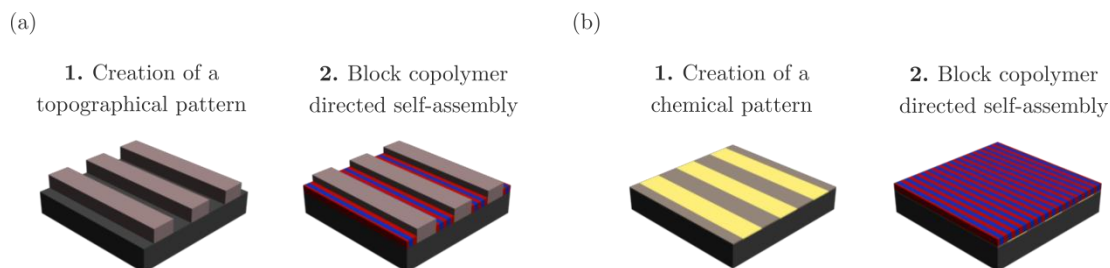 (a)
1. Creation of a
topographical pattern
2. Block copolymer
directed self-assembly
(b)
1. Creation of a
chemical pattern
2. Block copolymer
directed self-assembly